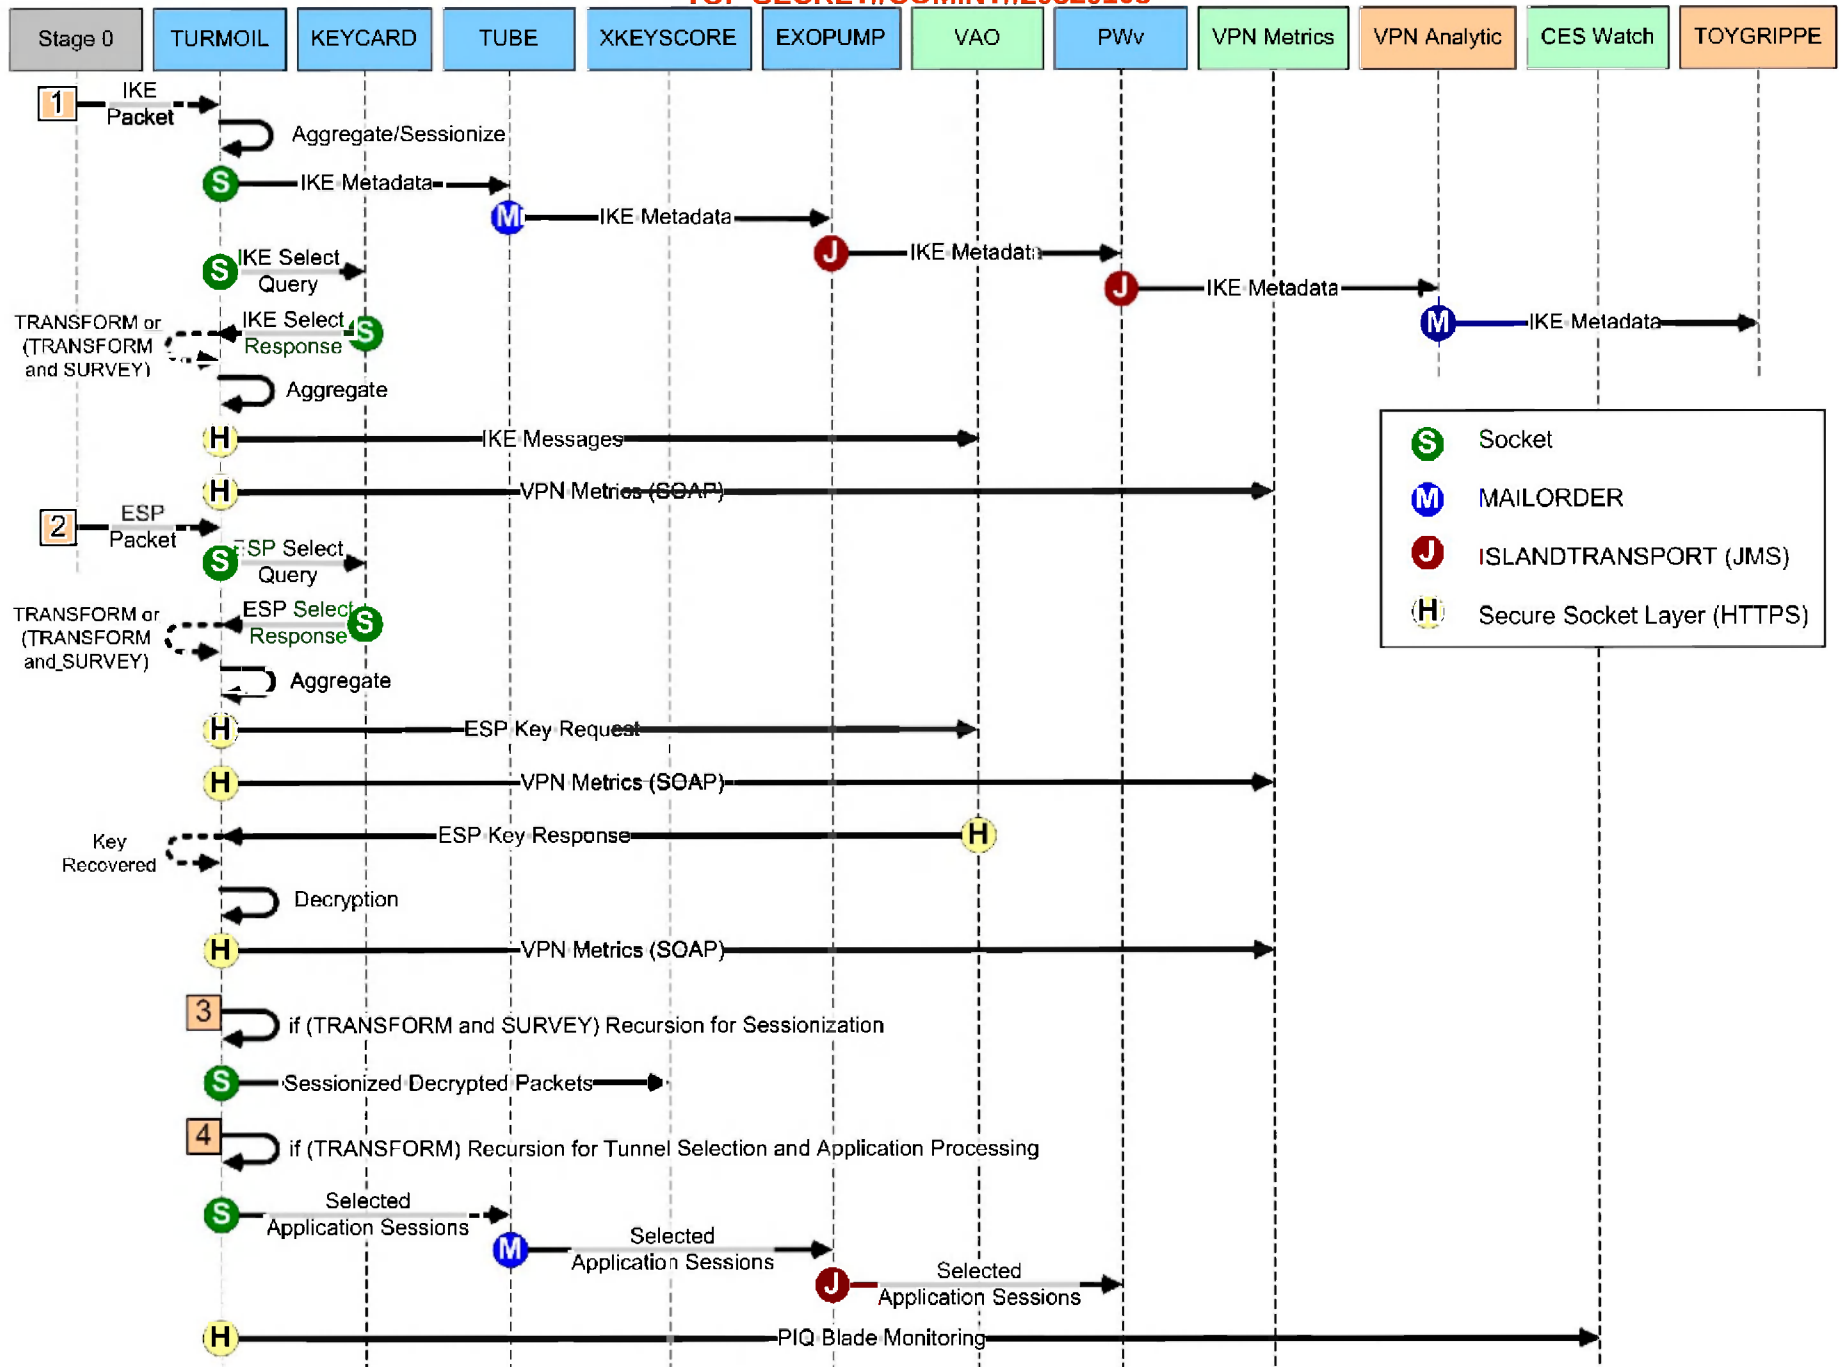 Stage 0 TURMOIL KEYCARD TUBE XKEYSCORE EXOPUMP VAO PWv VPN Metrics VPN Analytic CES Watch TOYGRIPPE
1
IKE
Packet
Aggregate/Sessionize
S IKE Metadata
M IKE Metadata
J IKE Metadata
S IKE Select
Query
J IKE Metadata
TRANSFORM or
(TRANSFORM
and SURVEY)
IKE Select
Response
S
M IKE Metadata
Aggregate
H IKE Messages
H VPN Metrics (SOAP)
S Socket
M MAILORDER
J ISLANDTRANSPORT (JMS)
H Secure Socket Layer (HTTPS)
2
ESP
Packet
S ESP Select
Query
TRANSFORM or
(TRANSFORM
and SURVEY)
ESP Select
Response
S
Aggregate
H ESP Key Request
H VPN Metrics (SOAP)
Key
Recovered
ESP Key Response H
Decryption
H VPN Metrics (SOAP)
3 if (TRANSFORM and SURVEY) Recursion for Sessionization
S Sessionized Decrypted Packets
4 if (TRANSFORM) Recursion for Tunnel Selection and Application Processing
S Selected
Application Sessions
M Selected
Application Sessions
J Selected
Application Sessions
H PIQ Blade Monitoring